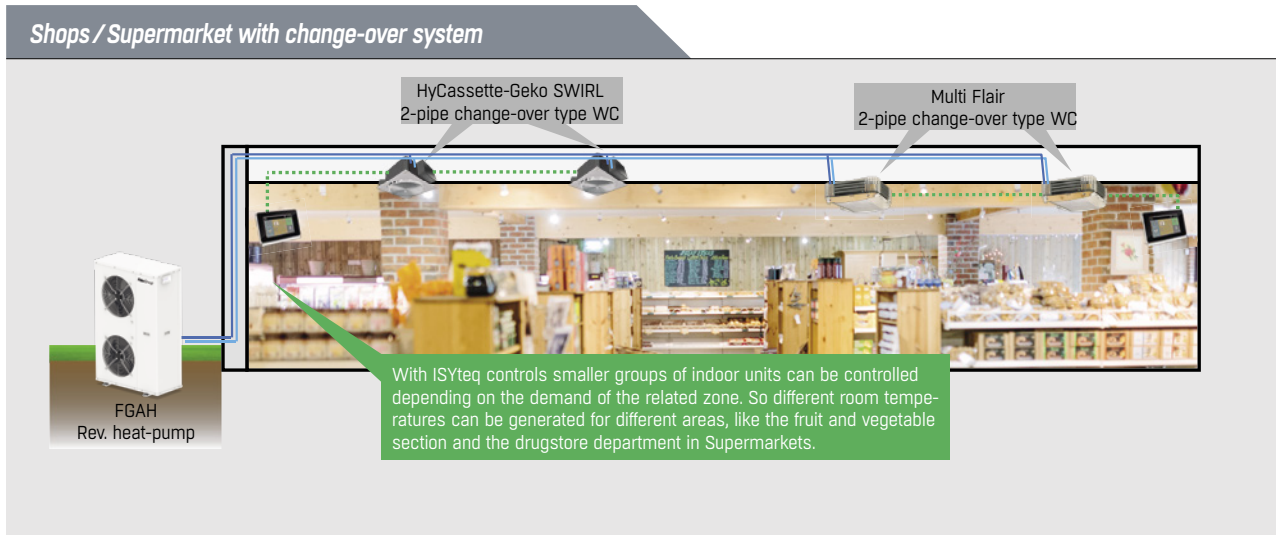 Shops / Supermarket with change-over system
HyCassette-Geko SWIRL
2-pipe change-over type WC
Multi Flair
2-pipe change-over type WC
FGAH
Rev. heat-pump
With ISYteq controls smaller groups of indoor units can be controlled
depending on the demand of the related zone. So different room tempe-
ratures can be generated for different areas, like the fruit and vegetable
section and the drugstore department in Supermarkets.